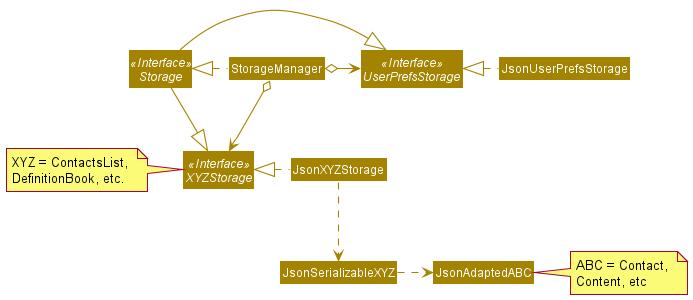 «Interface»
Storage
StorageManager
«Interface»
UserPrefsStorage
JsonUserPrefsStorage
XYZ = ContactsList,
DefinitionBook, etc.
«Interface»
XYZStorage
JsonXYZStorage
JsonSerializableXYZ
JsonAdaptedABC
ABC = Contact,
Content, etc